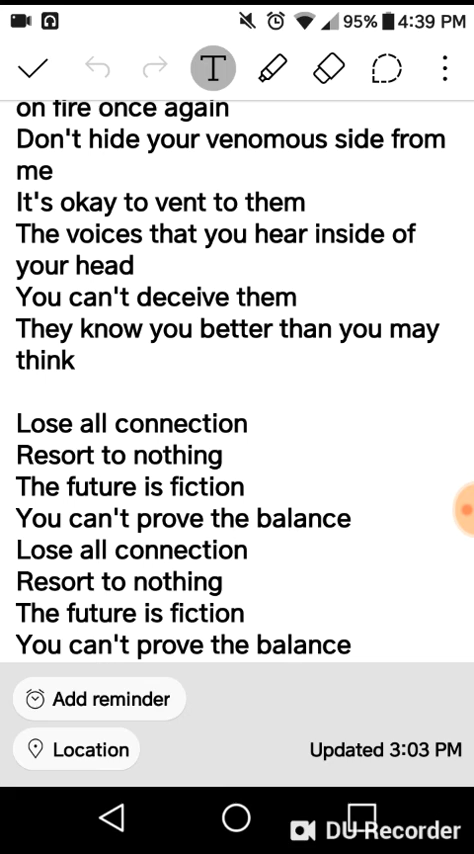 95% 4:39 PM
T
on fire once again
Don't hide your venomous side from
me
It's okay to vent to them
The voices that you hear inside of
your head
You can't deceive them
They know you better than you may
think
Lose all connection
Resort to nothing
The future is fiction
You can't prove the balance
Lose all connection
Resort to nothing
The future is fiction
You can't prove the balance
Add reminder
Location
Updated 3:03 PM
DU Recorder